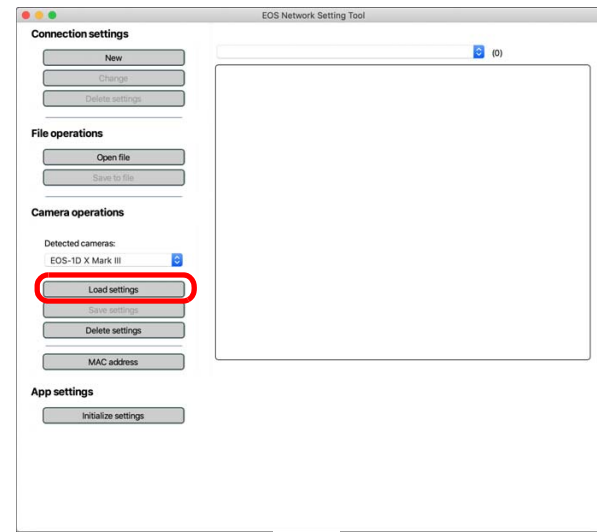 EOS Network Setting Tool
Connection settings
New
Change
Delete settings
(0)
File operations
Open file
Save to file
Camera operations
Detected cameras:
EOS-1D X Mark III
Load settings
Save settings
Delete settings
MAC address
App settings
Initialize settings